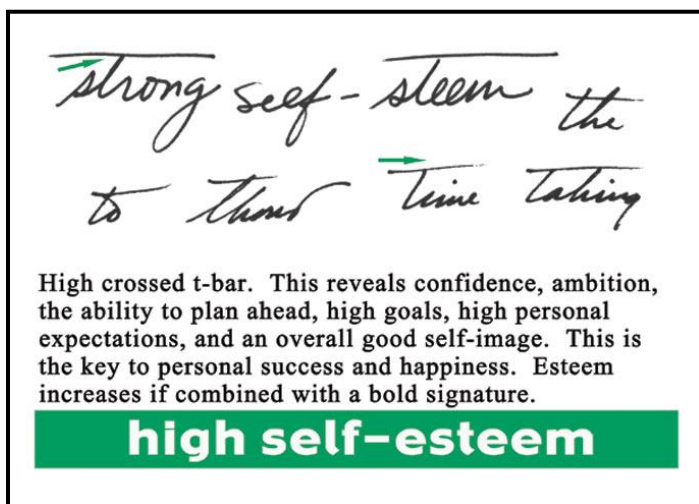 strong self-steem the
to time taking
High crossed t-bar. This reveals confidence, ambition,
the ability to plan ahead, high goals, high personal
expectations, and an overall good self-image. This is
the key to personal success and happiness. Esteem
increases if combined with a bold signature.
high self-esteem